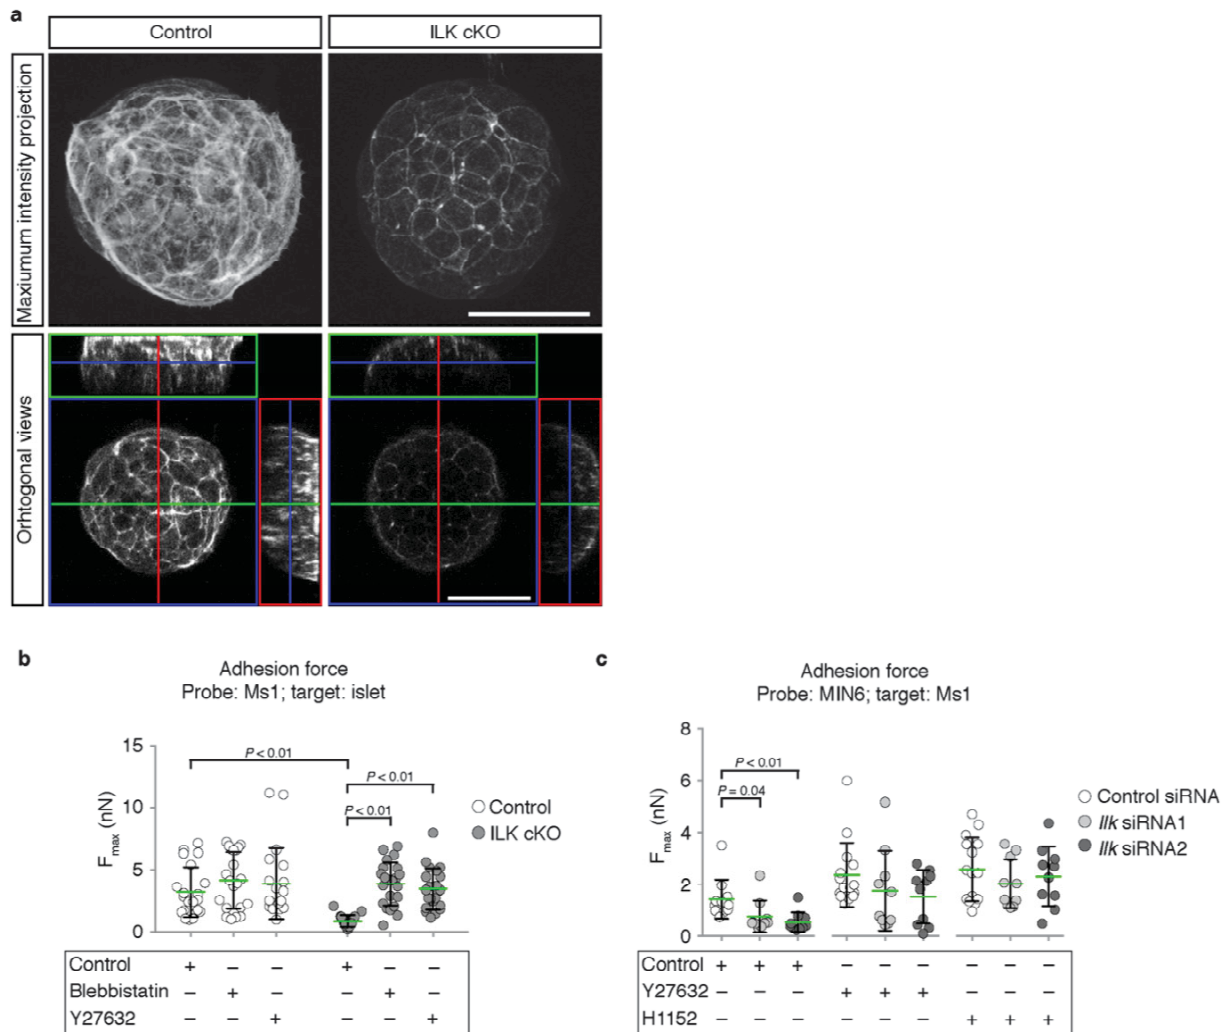 a
Control
ILK cKO
Maxiumum intensity projection
Orhtogonal views
b
Adhesion force
Probe: Ms1; target: islet
15
10
5
0
F max (nN)
P < 0.01
P < 0.01
P < 0.01
Control
ILK cKO
Control + – – + – –
Blebbistatin – + – – + –
Y27632 – – + – – +
c
Adhesion force
Probe: MIN6; target: Ms1
8
6
4
2
0
F max (nN)
P < 0.01
P = 0.04
Control siRNA
Ilk siRNA1
Ilk siRNA2
Control + + + – – – – – –
Y27632 – – – + + + – – –
H1152 – – – – – – + + +